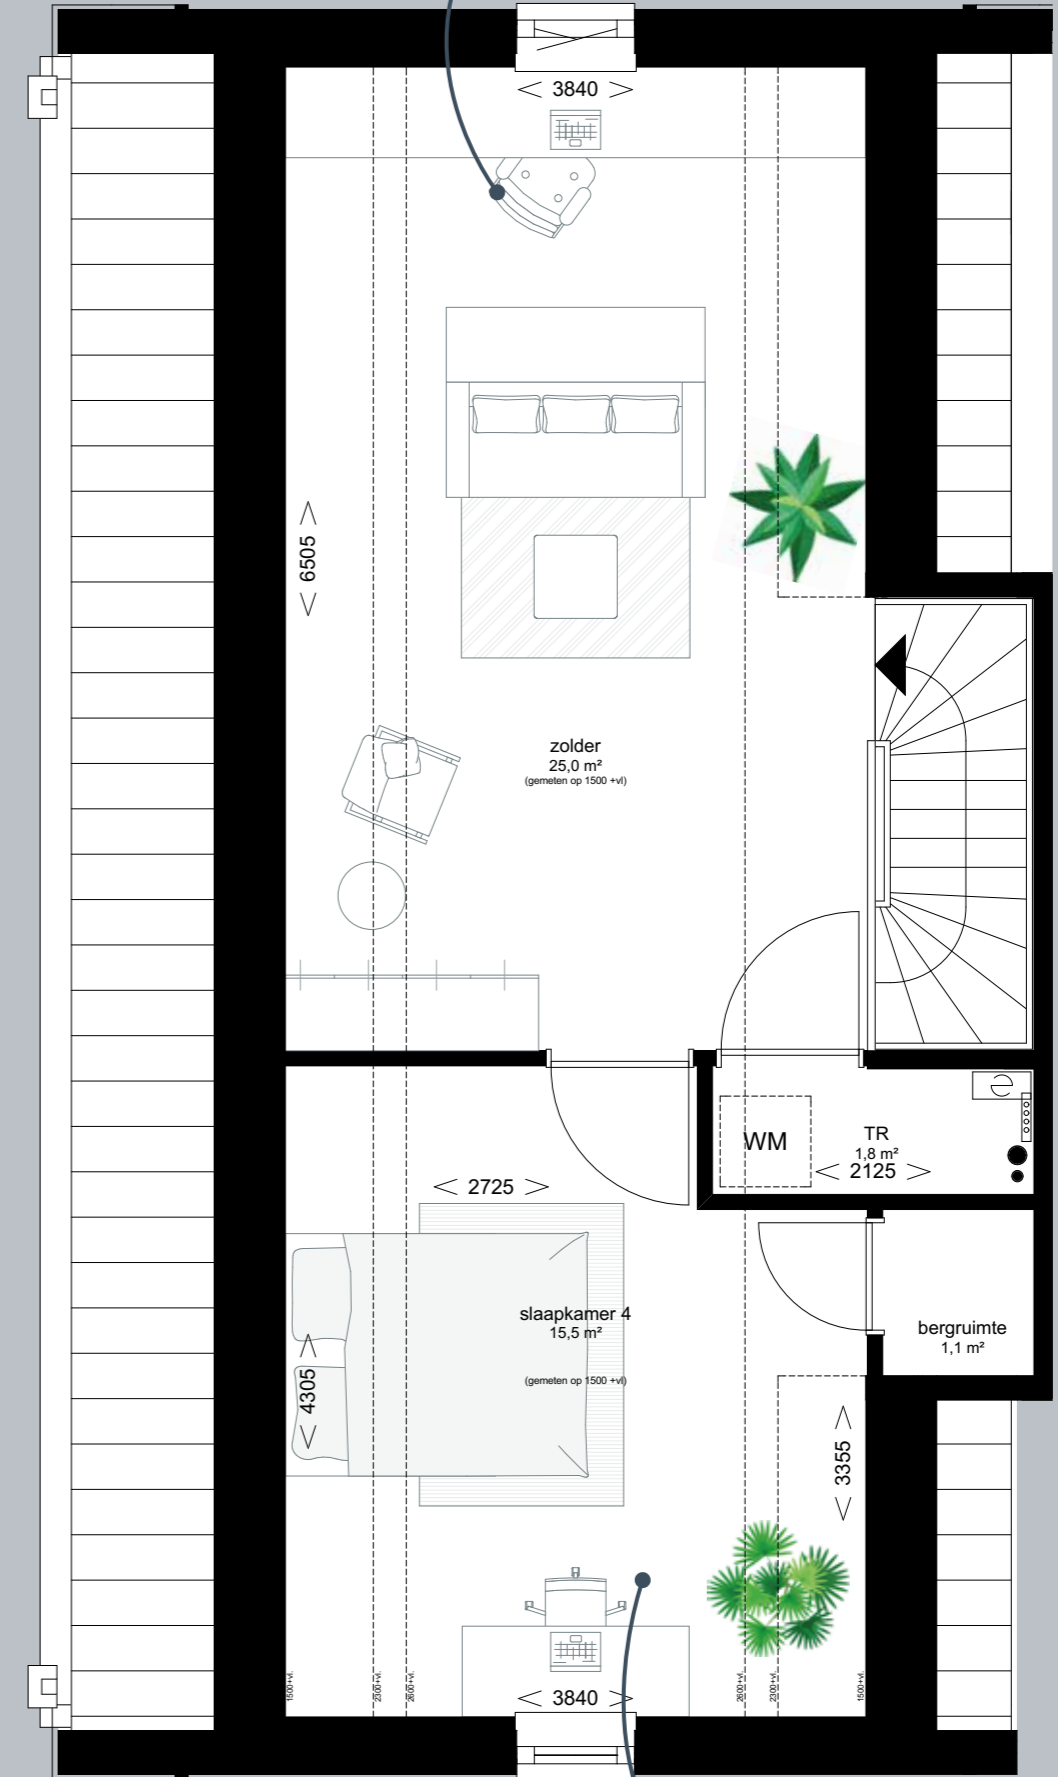 3840
6505
zolder
25,0 m²
(gemeten op 1500 +vl)
WM
TR
1,8 m²
2125
2725
slaapkamer 4
15,5 m²
(gemeten op 1500 +vl)
4305
bergruimte
1,1 m²
3355
1500+vl.
2300+vl.
2600+vl.
2600+vl.
2300+vl.
1500+vl.
3840